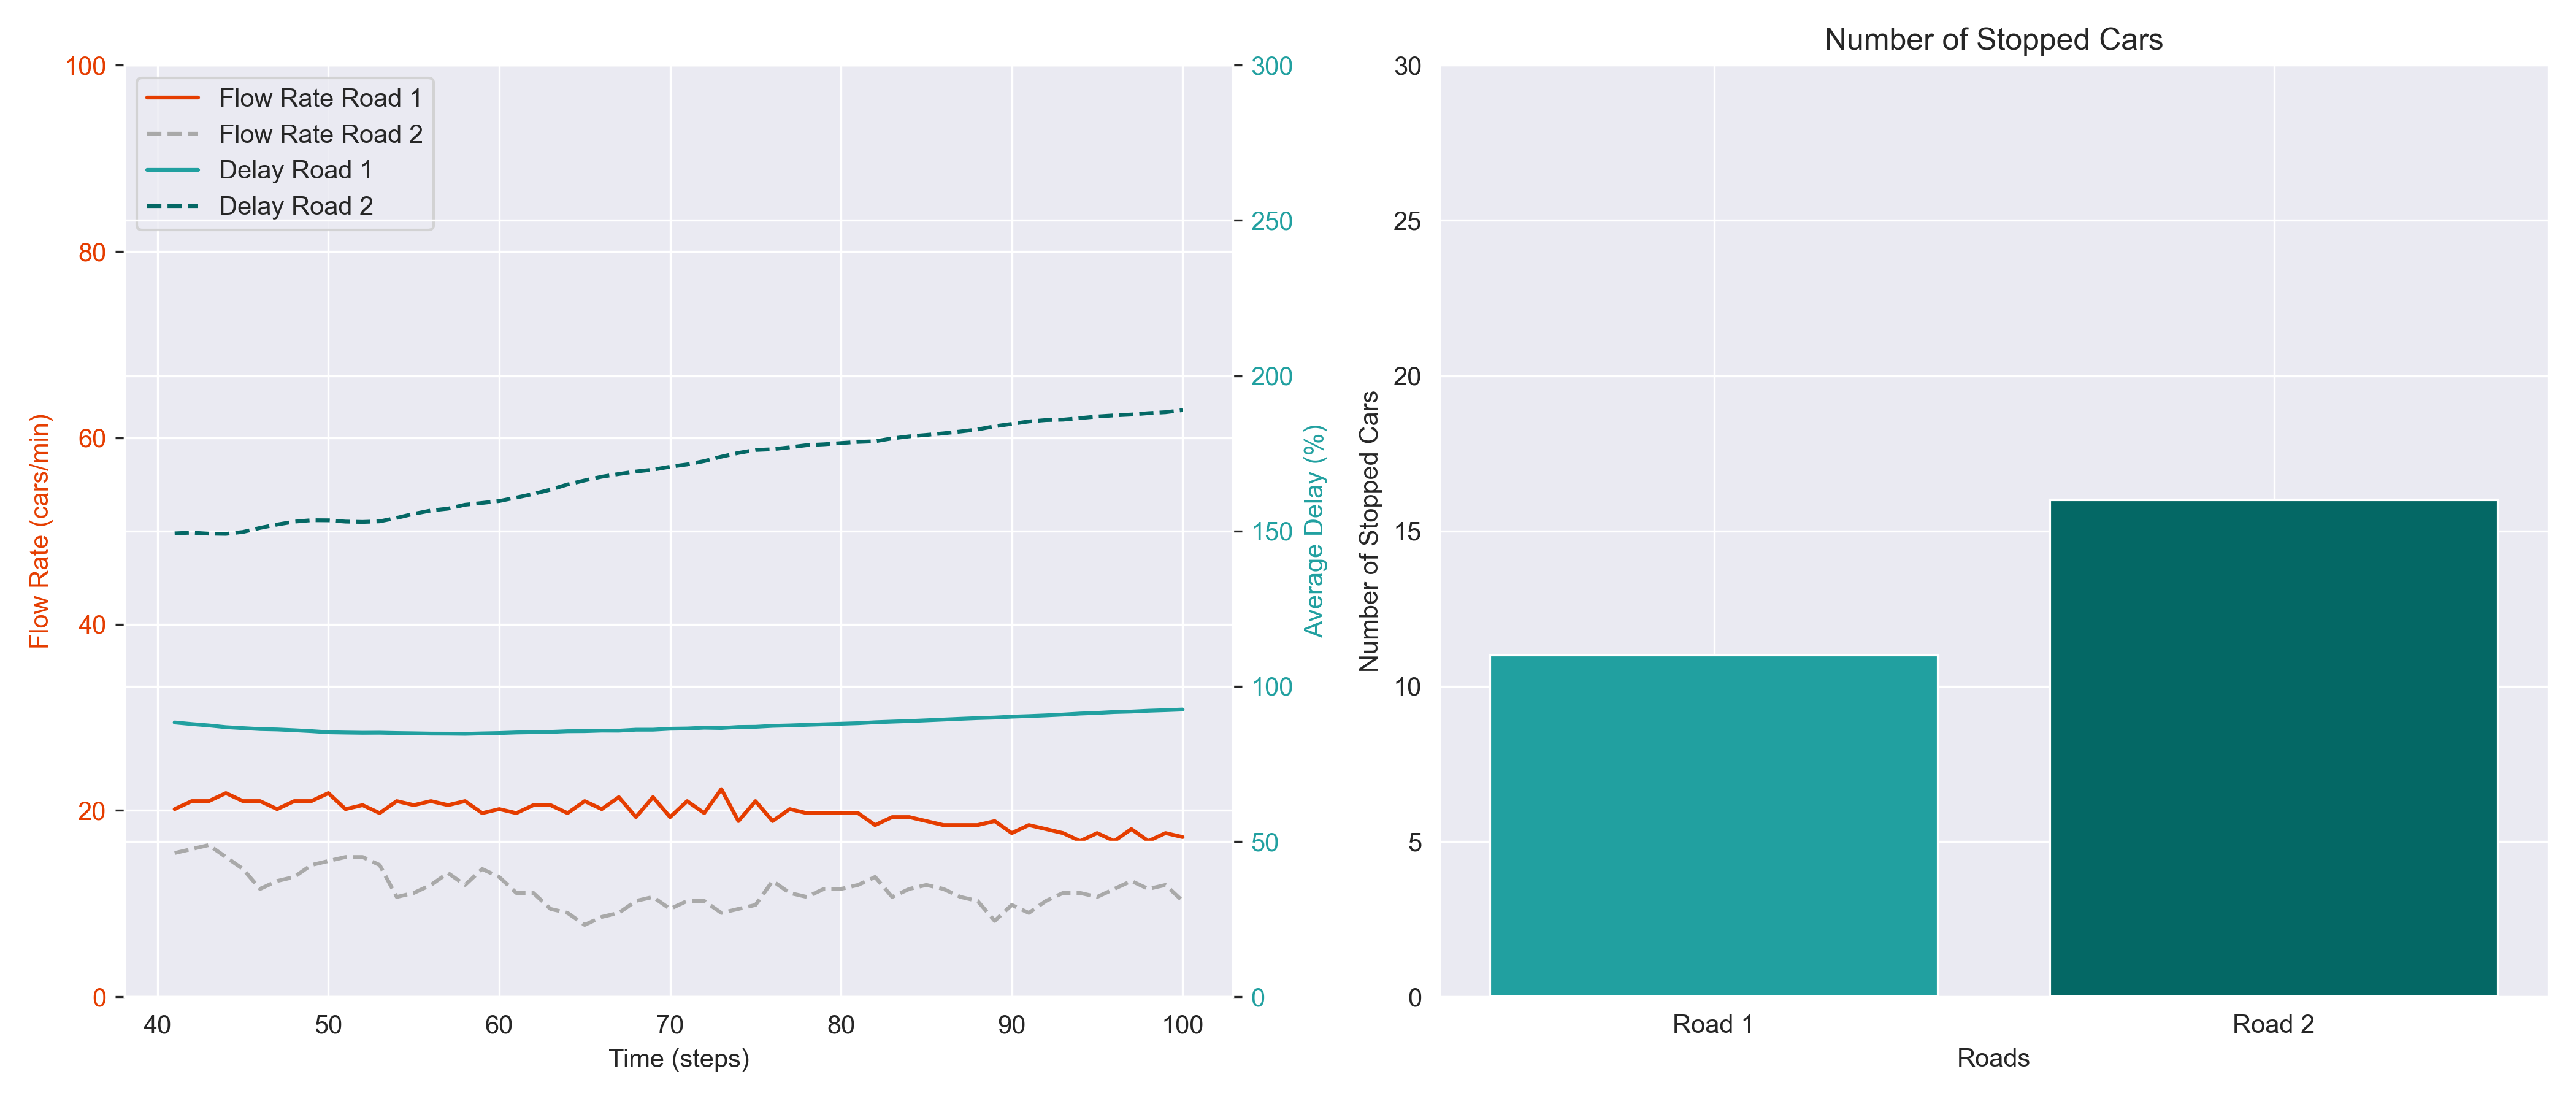 Flow Rate Road 1
Flow Rate Road 2
Delay Road 1
Delay Road 2
100
80
60
40
20
0
Flow Rate (cars/min)
40 50 60 70 80 90 100
Time (steps)
300
250
200
150
100
50
0
Average Delay (%)
Number of Stopped Cars
30
25
20
15
10
5
0
Number of Stopped Cars
Road 1 Road 2
Roads